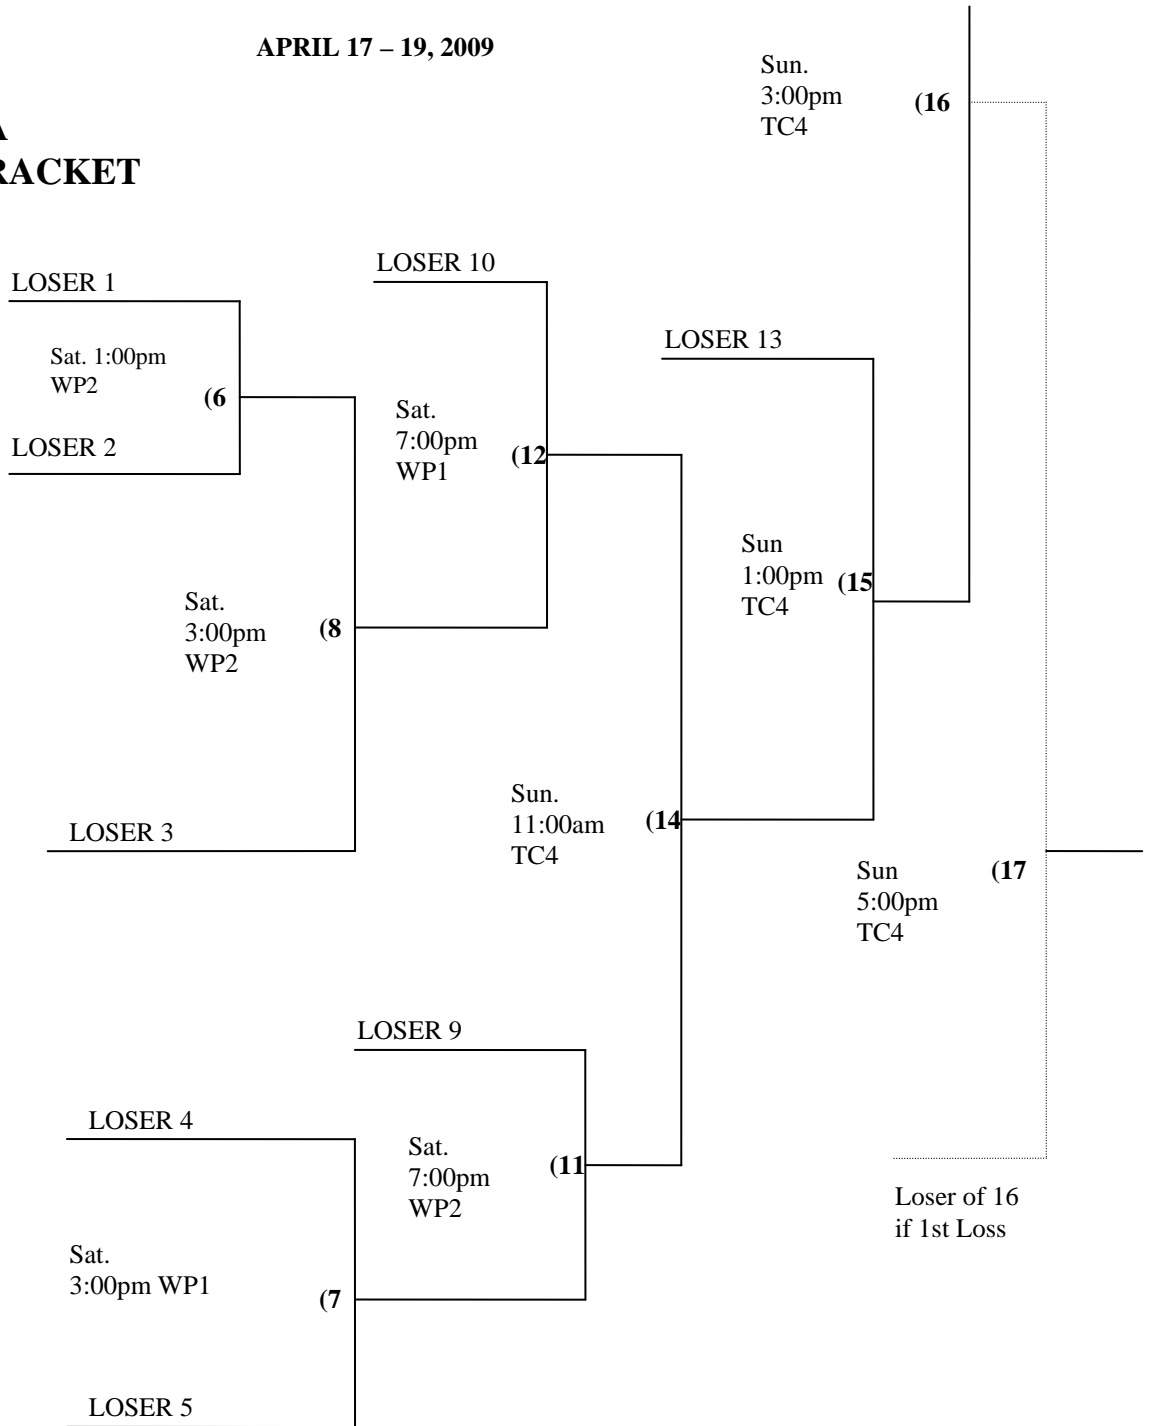 APRIL 17 – 19, 2009
Sun.
3:00pm
TC4
(16
LOSER 10
LOSER 1
LOSER 13
Sat. 1:00pm
WP2
(6
Sat.
7:00pm
WP1
(12
LOSER 2
Sun
1:00pm
TC4
(15
Sat.
3:00pm
WP2
(8
Sun.
11:00am
TC4
(14
LOSER 3
Sun
5:00pm
TC4
(17
LOSER 9
LOSER 4
Sat.
7:00pm
WP2
(11
Loser of 16
if 1st Loss
Sat.
3:00pm WP1
(7
LOSER 5